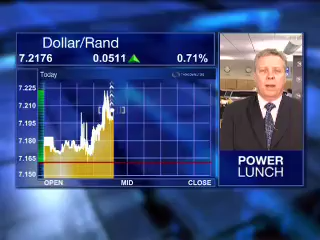 Dollar/Rand
7.2176 0.0511 0.71%
Today
7.225
7.210
7.195
7.180
7.165
7.150
OPEN MID CLOSE
POWER
LUNCH